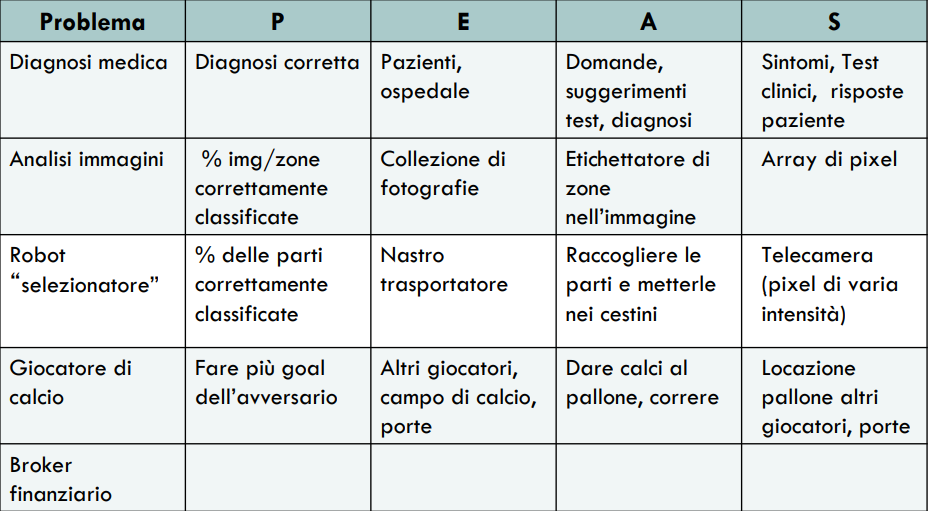 Problema P E A S
Diagnosi medica
Diagnosi corretta
Pazienti,
ospedale
Domande,
suggerimenti
test, diagnosi
Sintomi, Test
clinici, risposte
paziente
Analisi immagini
% img/zone
correttamente
classificate
Collezione di
fotografie
Etichettatore di
zone
nell'immagine
Array di pixel
Robot
“selezionatore”
% delle parti
correttamente
classificate
Nastro
trasportatore
Raccogliere le
parti e metterle
nei cestini
Telecamera
(pixel di varia
intensità)
Giocatore di
calcio
Fare più goal
dell'avversario
Altri giocatori,
campo di calcio,
porte
Dare calci al
pallone, correre
Locazione
pallone altri
giocatori, porte
Broker
finanziario